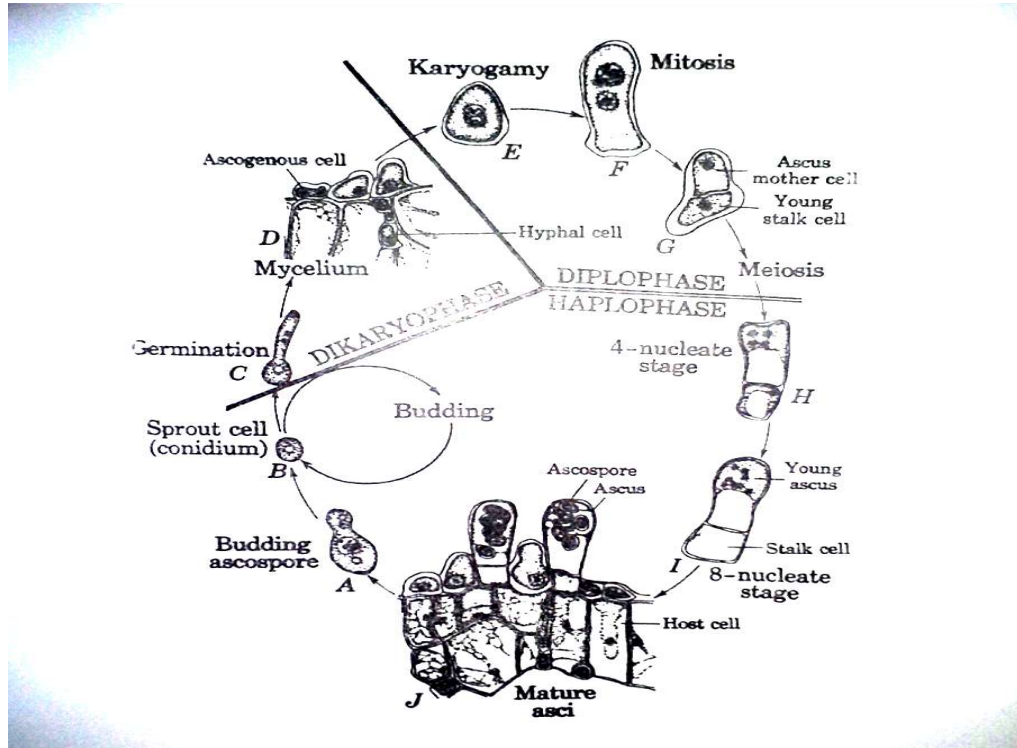 Karyogamy
Mitosis
E
F
Ascogenous cell
Ascus
mother cell
Young
stalk cell
G
D
Hyphal cell
Mycelium
Meiosis
DIPLOPHASE
HAPLOPHASE
DIKARYOPHASE
Germination
C
4-nucleate
stage
H
Budding
Sprout cell
(conidium)
B
Ascospore
Ascus
Young
ascus
Budding
ascospore
A
Stalk cell
I
8-nucleate
stage
Host cell
J
Mature
asci